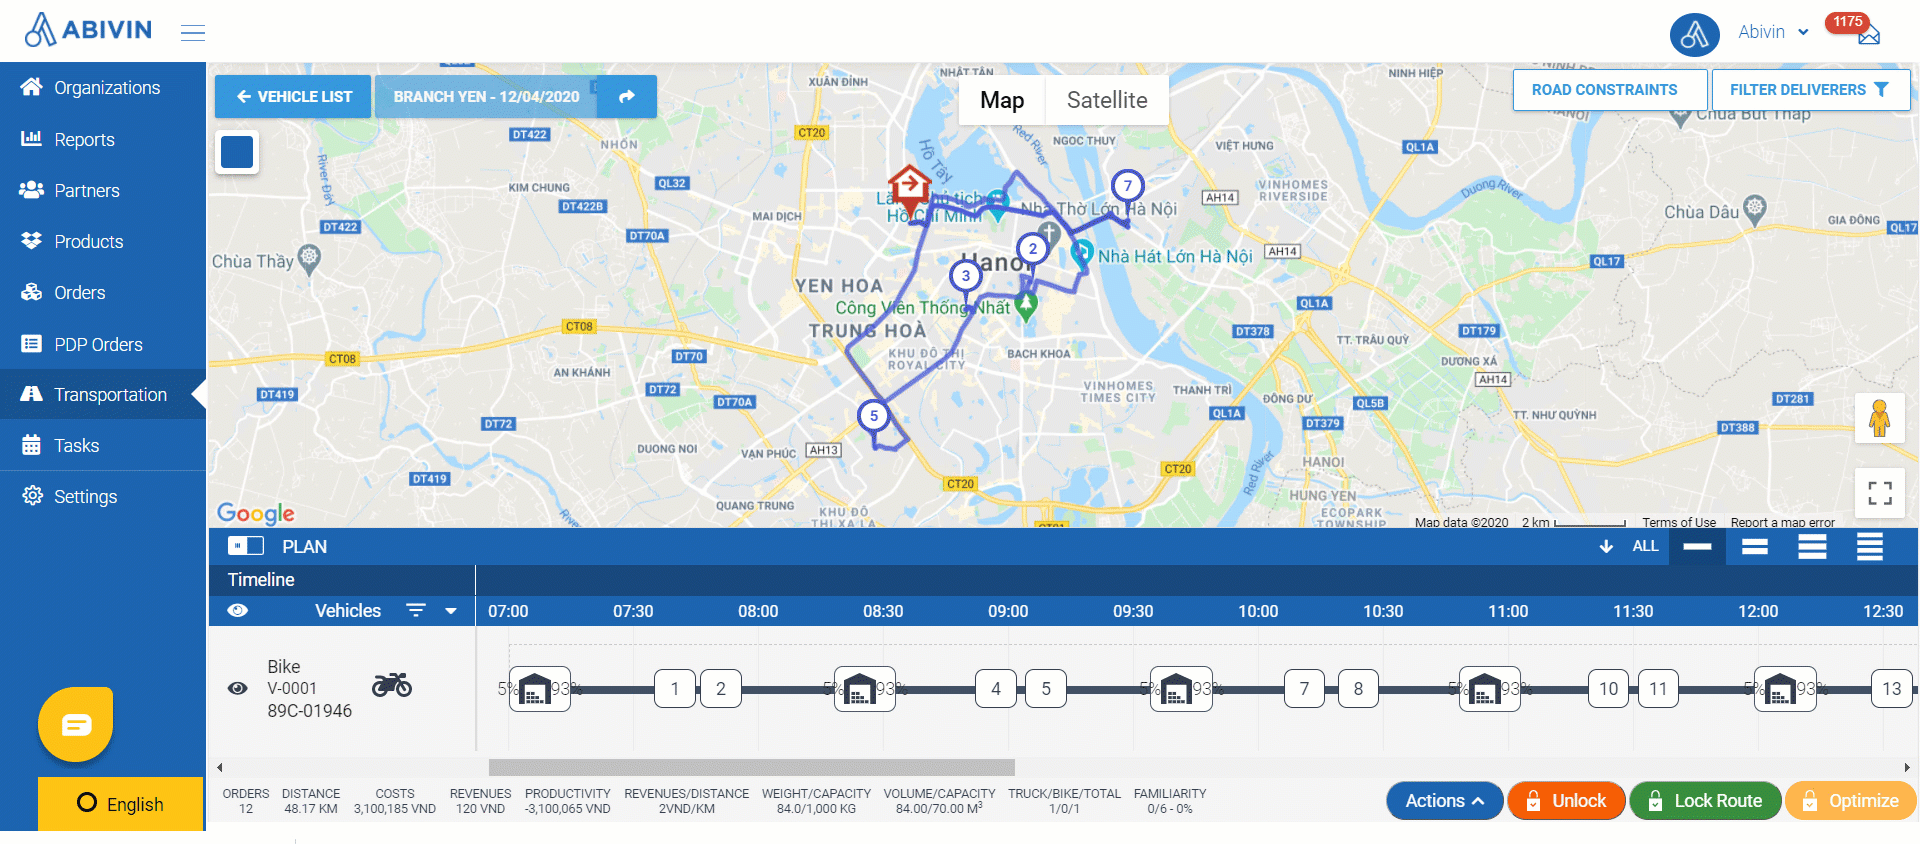 ABIVIN
Abivin
1175
Organizations
Reports
Partners
Products
Orders
PDP Orders
Transportation
Tasks
Settings
English
VEHICLE LIST
BRANCH YEN - 12/04/2020
Map
Satellite
ROAD CONSTRAINTS
FILTER DELIVERERS
NHẬT TÂN
XUÂN ĐỈNH
NINH HIỆP
Chùa Bút Tháp
CT20
Red River
NGOC THỤY
DT422
NHỔN
VIỆT HƯNG
QL1A
River Đáy
Hồ Tây
KIM CHUNG
QL32
7
VINHOMES
RIVERSIDE
Duong River
AH14
DT422B
MAI DỊCH
Hồ Chí Minh
Nhà Thờ Lớn Hà Nội
Chùa Dâu
GIA ĐÔNG
DT422
DT70A
QL17
2
Chùa Thầy
Hanoi
Nhà Hát Lớn Hà Nội
AH14
QL17
3
YEN HOA
Công Viên Thống Nhất
QL1A
TRUNG HOÀ
CT08
DT378
DT179
TT. TRÂU QUỲ
KHU ĐÔ THỊ
ROYAL CITY
BACH KHOA
CT08
DT70
DƯƠNG XÁ
AN KHÁNH
AH14
DT419
DT72
VINHOMES
TIMES CITY
THANH TRÌ
DT70A
ĐÔNG DƯ
QL5B
DT281
5
QL1A
TT. NHƯ QUỲNH
DT72
DT379
DT388
DUONG NOI
VẠN PHÚC
AH13
HANOI
CT20
DT419
CT20
Red River
QUANG TRUNG
HUNG YEN
KHU ĐÔ
THỊ XA LA
ECOPARK
TOWNSHIP
Google
Map data ©2020
2 km
Terms of Use
Report a map error
PLAN
ALL
Timeline
Vehicles
07:00
07:30
08:00
08:30
09:00
09:30
10:00
10:30
11:00
11:30
12:00
12:30
Bike
V-0001
89C-01946
5% 93% 1 2 5% 93% 4 5 5% 93% 7 8 5% 93% 10 11 5% 93% 13
ORDERS
12
DISTANCE
48.17 KM
COSTS
3,100,185 VND
REVENUES
120 VND
PRODUCTIVITY
-3,100,065 VND
REVENUES/DISTANCE
2VND/KM
WEIGHT/CAPACITY
84.0/1,000 KG
VOLUME/CAPACITY
84.00/70.00 M³
TRUCK/BIKE/TOTAL
1/0/1
FAMILIARITY
0/6 - 0%
Actions
Unlock
Lock Route
Optimize